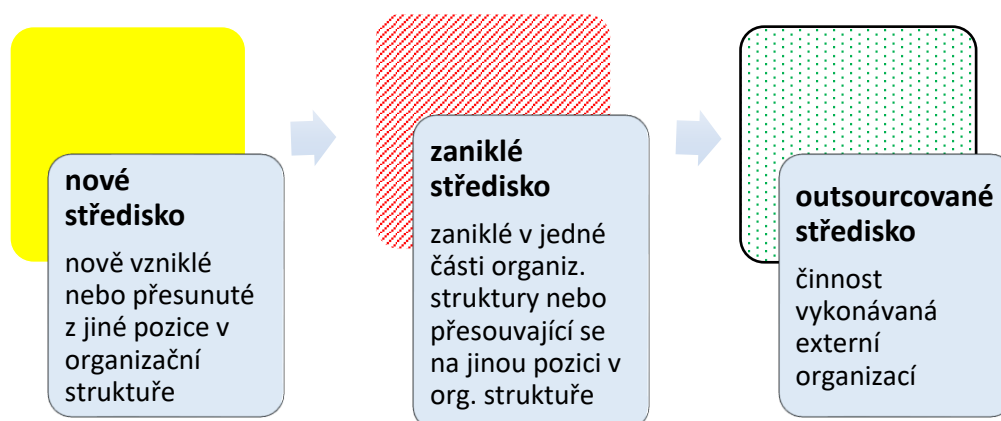 nové
středisko
nově vzniklé
nebo přesunuté
z jiné pozice v
organizační
struktuře
zaniklé
středisko
zaniklé v jedné
části organiz.
struktury nebo
přesouvající se
na jinou pozici v
org. struktuře
outsourcované
středisko
činnost
vykonávaná
externí
organizací